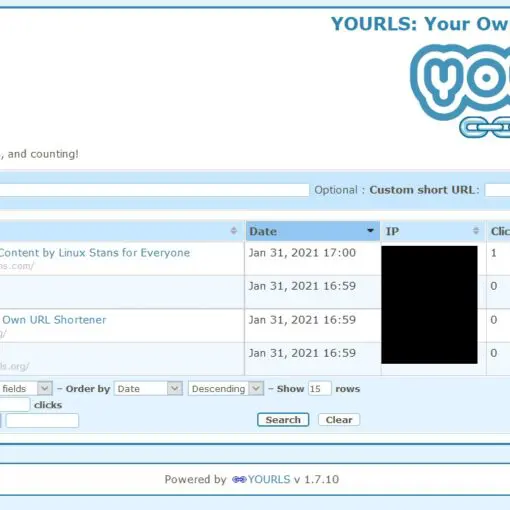 YOURLS: Your Ow
YO
, and counting!
Optional : Custom short URL:
Date IP Clic
Content by Linux Stans for Everyone Jan 31, 2021 17:00 1
ns.com/
Jan 31, 2021 16:59 0
Own URL Shortener Jan 31, 2021 16:59 0
g/
Jan 31, 2021 16:59 0
ls.org/
fields – Order by Date Descending – Show 15 rows
clicks
Search Clear
Powered by YOURLS v 1.7.10